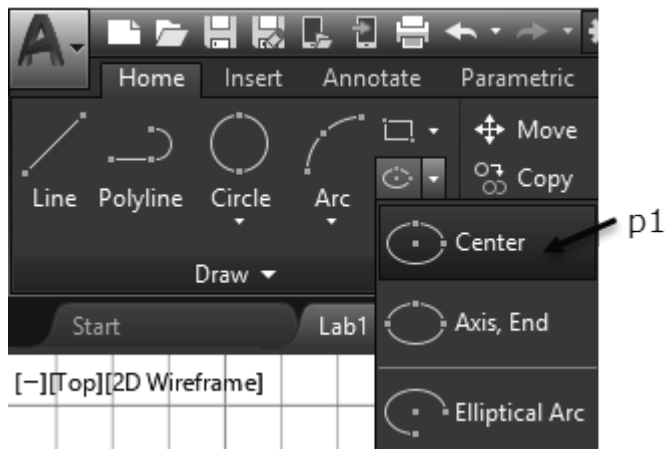 A
Home Insert Annotate Parametric
Move
Copy
Line Polyline Circle Arc
p1
Center
Draw
Start Lab1
Axis, End
[−][Top][2D Wireframe]
Elliptical Arc